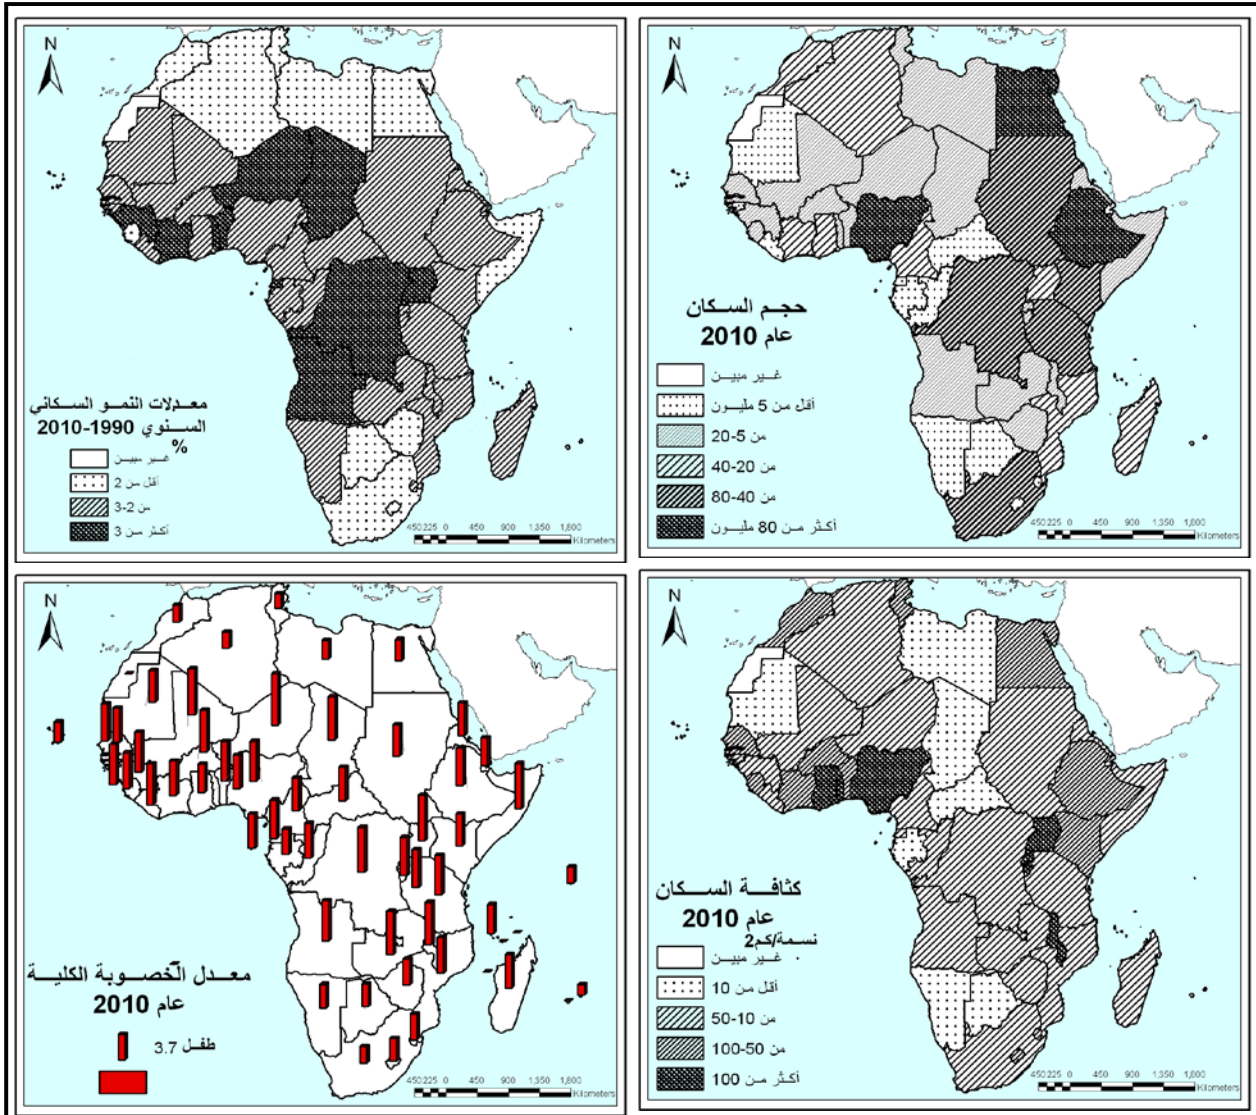 N
معدلات النمو السكاني
السنوي 1990-2010
%
غير مبين
أقل من 2
من 2-3
أكثر من 3
450 225 0 450 900 1,350 1,800
Kilometers
N
حجم السكان
عام 2010
غير مبين
أقل من 5 مليون
من 5-20
من 20-40
من 40-80
أكثر من 80 مليون
450 225 0 450 900 1,350 1,800
Kilometers
N
معدل الخصوبة الكلية
عام 2010
3.7 طفل
450 225 0 450 900 1,350 1,800
Kilometers
N
كثافة السكان
عام 2010
نسمة/كم2
غير مبين
أقل من 10
من 10-50
من 50-100
أكثر من 100
450 225 0 450 900 1,350 1,800
Kilometers